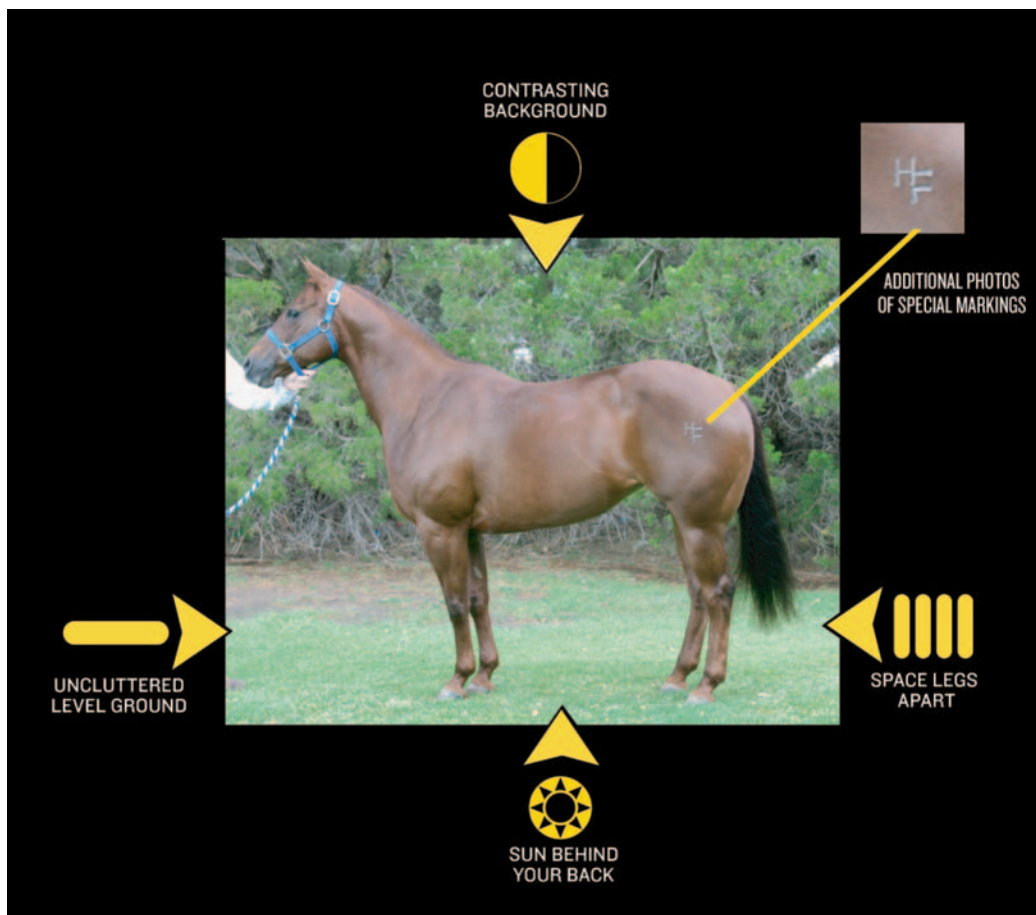 CONTRASTING
BACKGROUND
ADDITIONAL PHOTOS
OF SPECIAL MARKINGS
UNCLUTTERED
LEVEL GROUND
SPACE LEGS
APART
SUN BEHIND
YOUR BACK